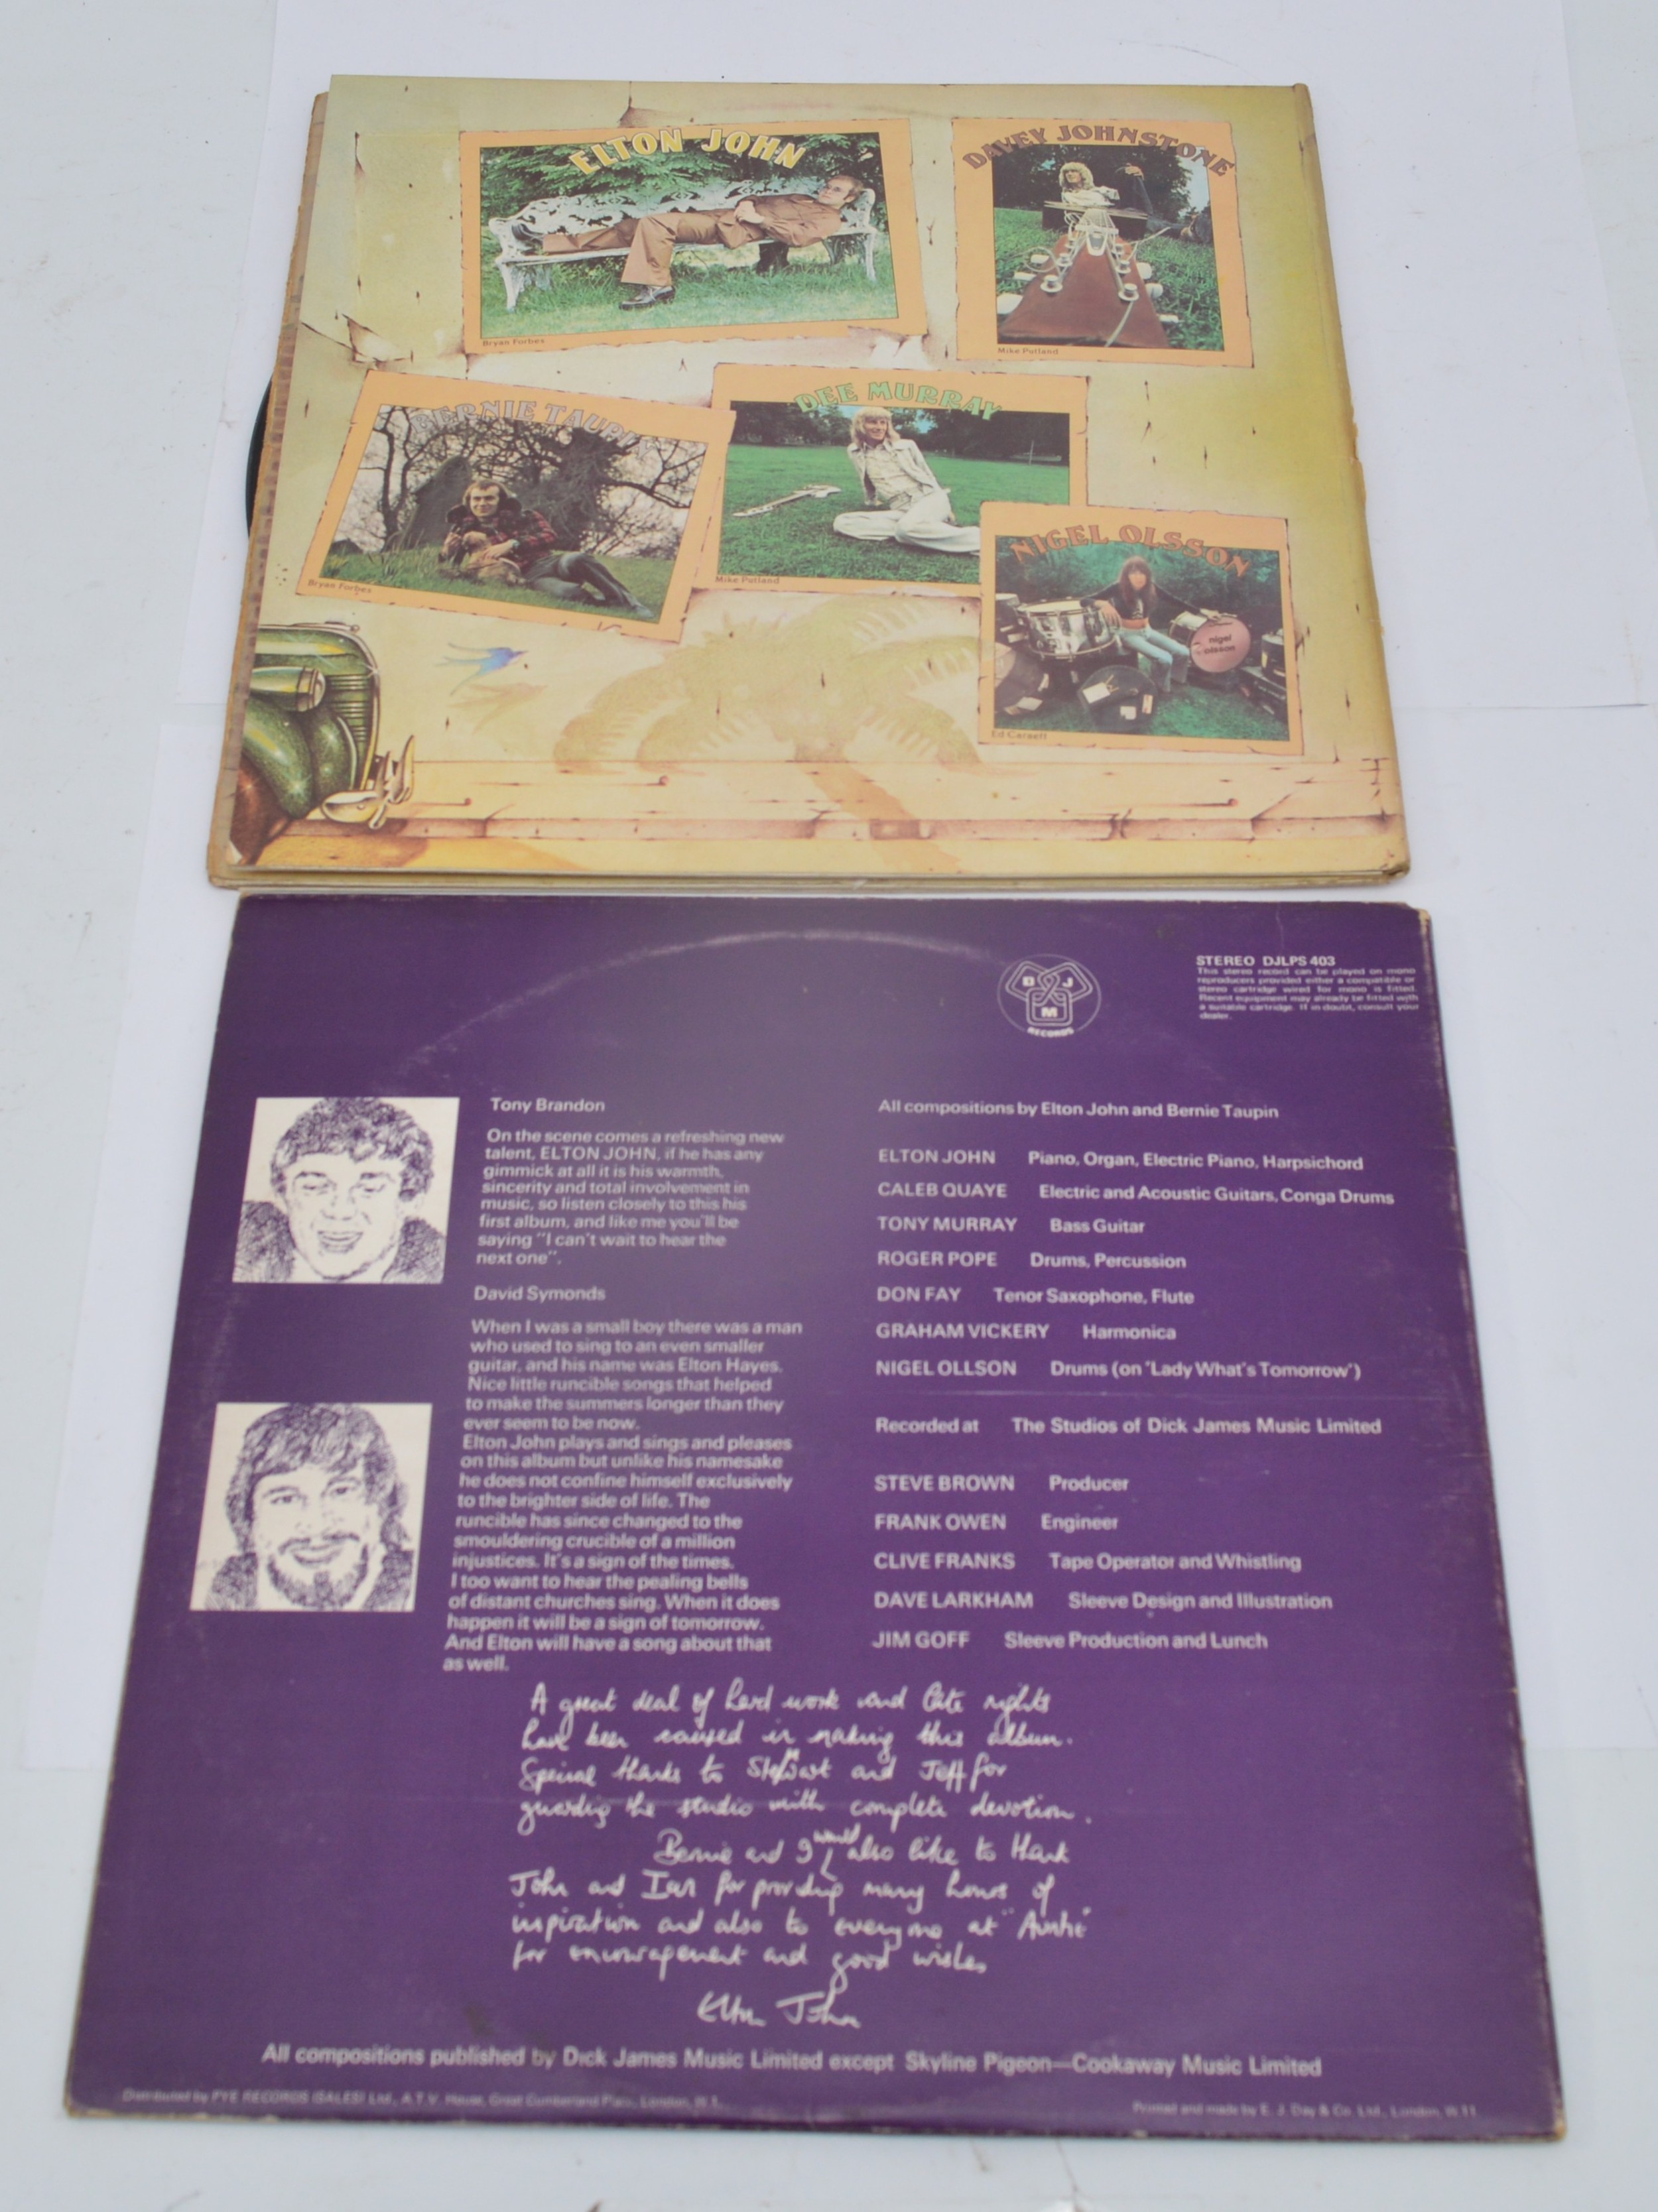 ELTON JOHN
Bryan Forbes
DAVEY JOHNSTONE
Mike Putland
BERNIE TAUPIN
Bryan Forbes
DEE MURRAY
Mike Putland
NIGEL OLSSON
nigel
olsson
Ed Caraeff
D J
M
RECORDS
STEREO DJLPS 403
This stereo record can be played on mono
reproducers provided either a compatible or
stereo cartridge wired for mono is fitted.
Recent equipment may already be fitted with
a suitable cartridge. If in doubt, consult your
dealer.
Tony Brandon
On the scene comes a refreshing new
talent, ELTON JOHN, if he has any
gimmick at all it is his warmth,
sincerity and total involvement in
music, so listen closely to this his
first album, and like me you'll be
saying "I can't wait to hear the
next one".
David Symonds
When I was a small boy there was a man
who used to sing to an even smaller
guitar, and his name was Elton Hayes.
Nice little runcible songs that helped
to make the summers longer than they
ever seem to be now.
Elton John plays and sings and pleases
on this album but unlike his namesake
he does not confine himself exclusively
to the brighter side of life. The
runcible has since changed to the
smouldering crucible of a million
injustices. It's a sign of the times.
I too want to hear the pealing bells
of distant churches sing. When it does
happen it will be a sign of tomorrow.
And Elton will have a song about that
as well.
All compositions by Elton John and Bernie Taupin
ELTON JOHN Piano, Organ, Electric Piano, Harpsichord
CALEB QUAYE Electric and Acoustic Guitars, Conga Drums
TONY MURRAY Bass Guitar
ROGER POPE Drums, Percussion
DON FAY Tenor Saxophone, Flute
GRAHAM VICKERY Harmonica
NIGEL OLLSON Drums (on 'Lady What's Tomorrow')
Recorded at The Studios of Dick James Music Limited
STEVE BROWN Producer
FRANK OWEN Engineer
CLIVE FRANKS Tape Operator and Whistling
DAVE LARKHAM Sleeve Design and Illustration
JIM GOFF Sleeve Production and Lunch
A great deal of hard work and late nights
have been caused in making this album.
Special thanks to Stewart and Jeff for
guarding the studio with complete devotion.
Bernie and I would also like to thank
John and Ian for providing many hours of
inspiration and also to everyone at "Auntie"
for encouragement and good wishes
Elton John
All compositions published by Dick James Music Limited except Skyline Pigeon—Cookaway Music Limited
Distributed by PYE RECORDS (SALES) Ltd., A.T.V. House, Great Cumberland Place, London, W.1.
Printed and made by E. J. Day & Co. Ltd., London, W.11